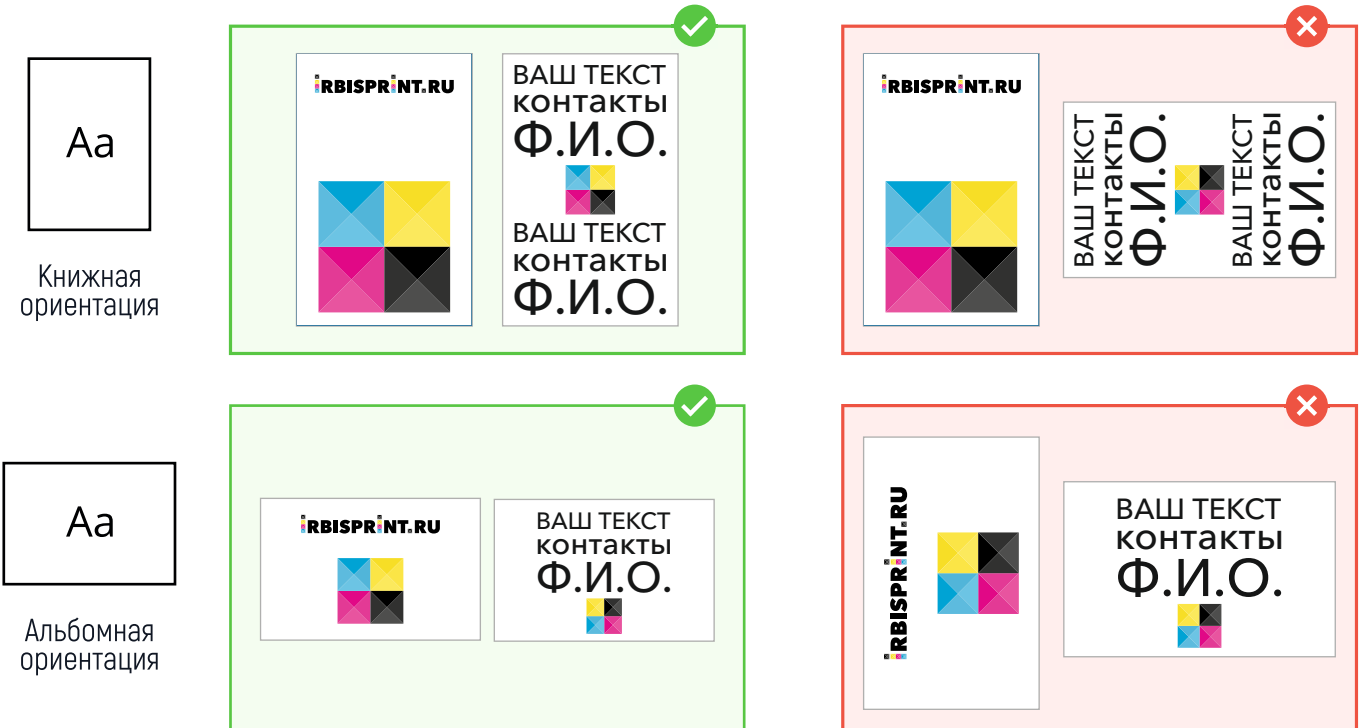 Aa
Книжная
ориентация
iRBISPRiNT.RU
ВАШ ТЕКСТ
контакты
Ф.И.О.
ВАШ ТЕКСТ
контакты
Ф.И.О.
iRBISPRiNT.RU
ВАШ ТЕКСТ
контакты
Ф.И.О.
ВАШ ТЕКСТ
контакты
Ф.И.О.
Aa
Альбомная
ориентация
iRBISPRiNT.RU
ВАШ ТЕКСТ
контакты
Ф.И.О.
iRBISPRiNT.RU
ВАШ ТЕКСТ
контакты
Ф.И.О.